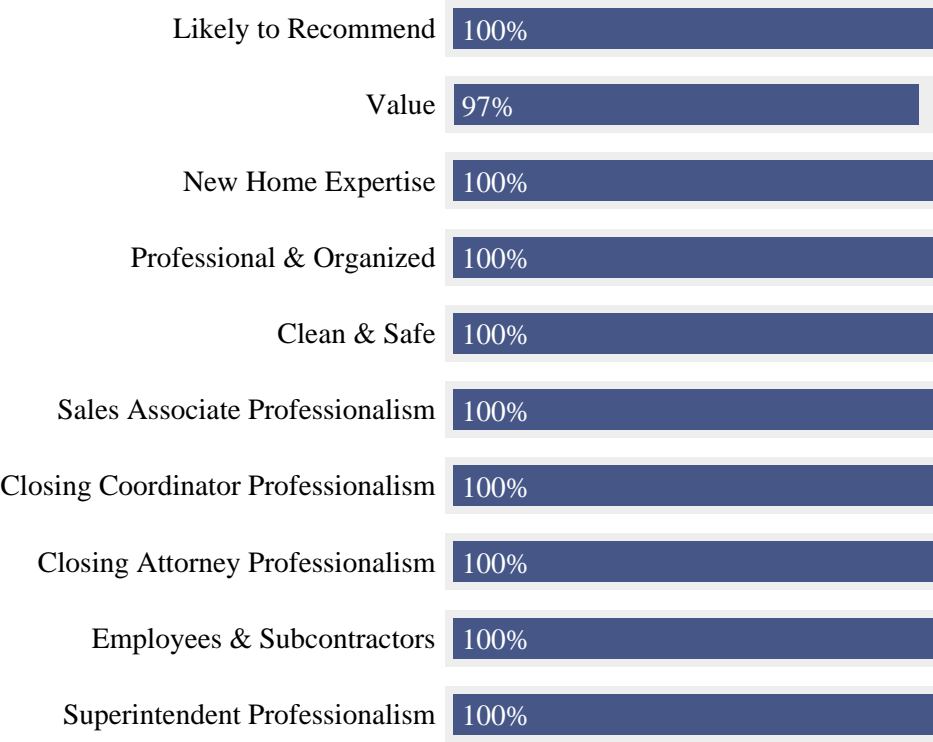 Likely to Recommend 100%
Value 97%
New Home Expertise 100%
Professional & Organized 100%
Clean & Safe 100%
Sales Associate Professionalism 100%
Closing Coordinator Professionalism 100%
Closing Attorney Professionalism 100%
Employees & Subcontractors 100%
Superintendent Professionalism 100%